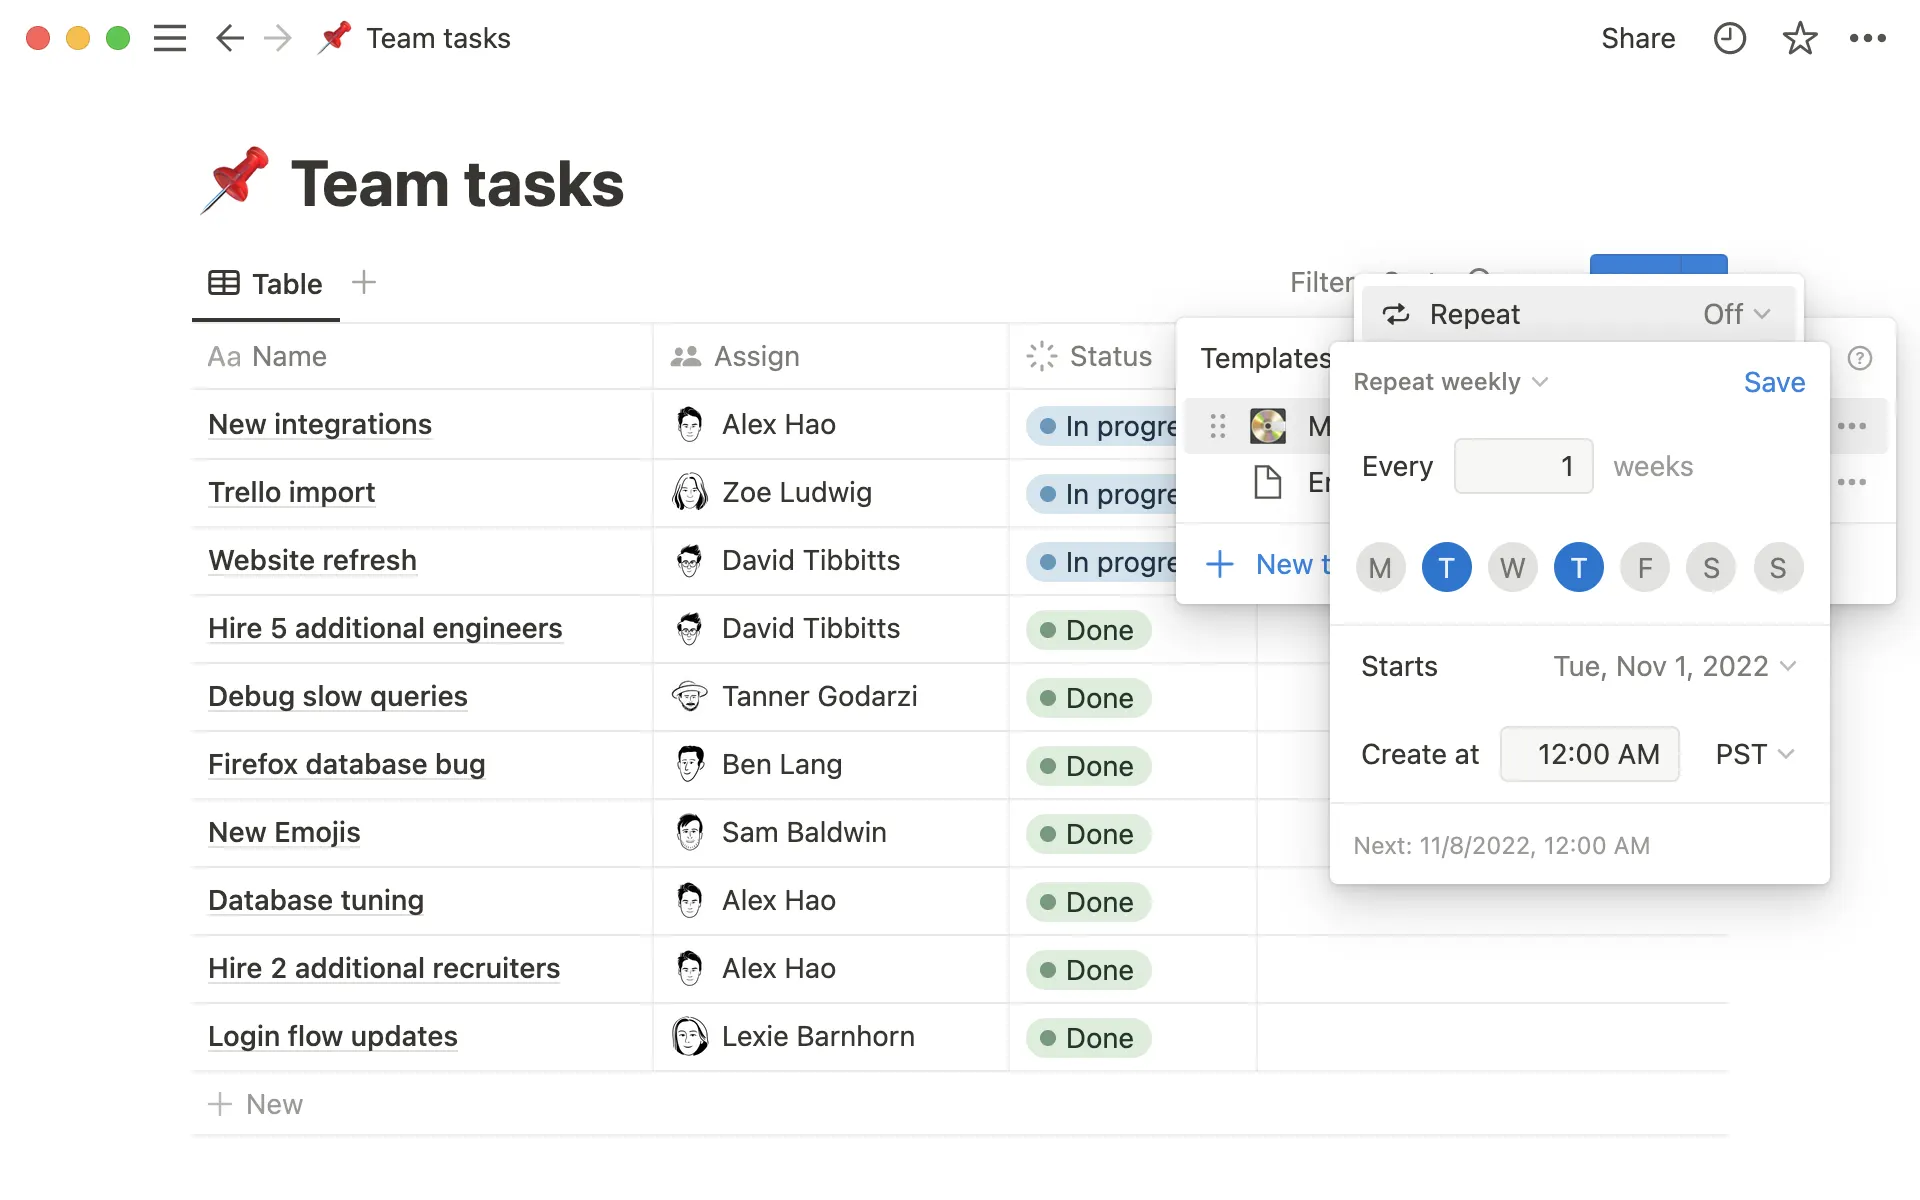 Team tasks
Share
Team tasks
Table
Filter
Repeat Off
Templates
Repeat weekly Save
Aa Name Assign Status
New integrations Alex Hao In progre
M
Every 1 weeks
Trello import Zoe Ludwig In progre
Website refresh David Tibbitts In progre
New t
M T W T F S S
Hire 5 additional engineers David Tibbitts Done
Starts Tue, Nov 1, 2022
Debug slow queries Tanner Godarzi Done
Create at 12:00 AM PST
Firefox database bug Ben Lang Done
New Emojis Sam Baldwin Done
Next: 11/8/2022, 12:00 AM
Database tuning Alex Hao Done
Hire 2 additional recruiters Alex Hao Done
Login flow updates Lexie Barnhorn Done
New